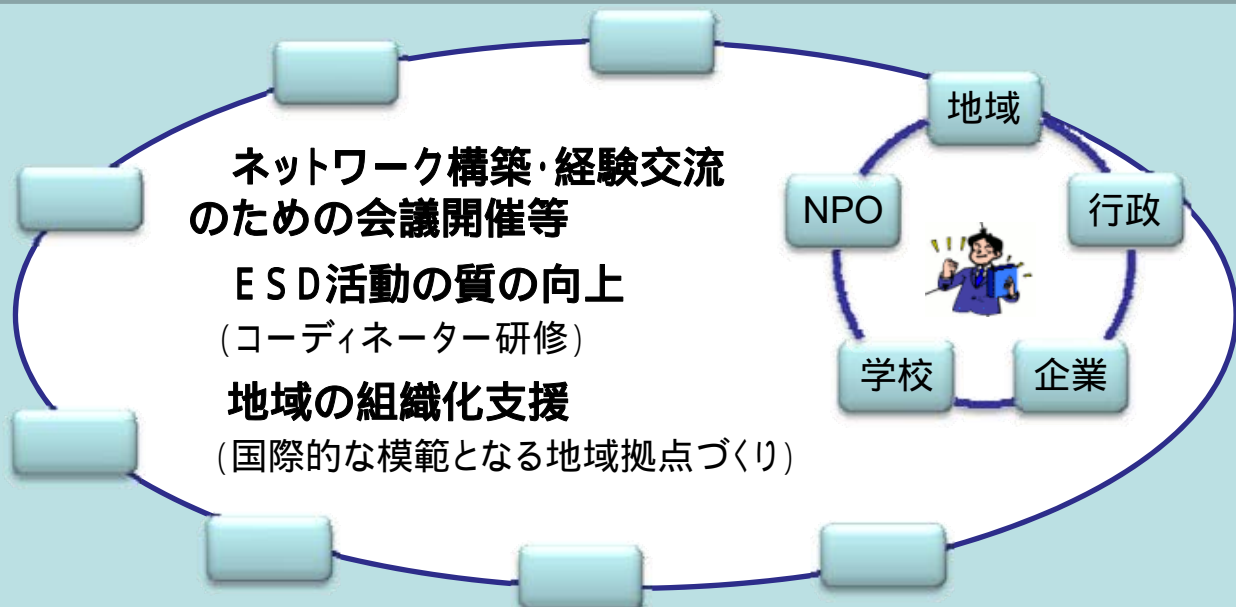 ネットワーク構築・経験交流
のための会議開催等
ESD活動の質の向上
(コーディネーター研修)
地域の組織化支援
(国際的な模範となる地域拠点づくり)
地域
NPO
行政
学校
企業